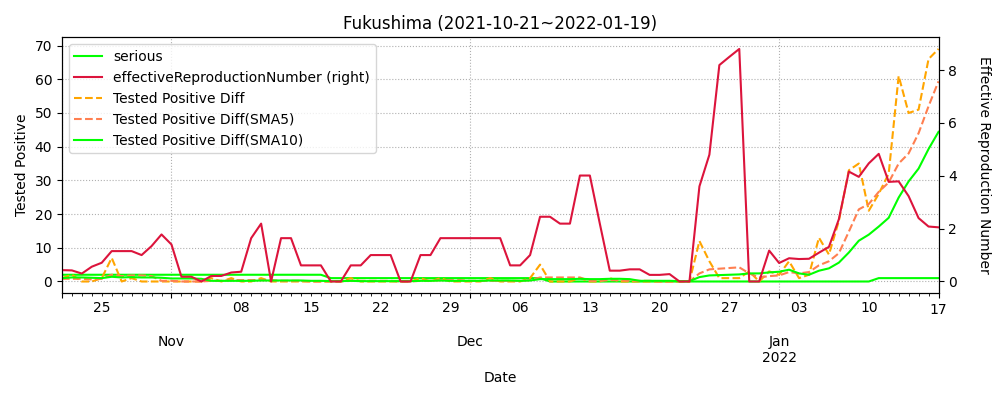 Fukushima (2021-10-21~2022-01-19)
serious
effectiveReproductionNumber (right)
Tested Positive Diff
Tested Positive Diff(SMA5)
Tested Positive Diff(SMA10)
Tested Positive
70
60
50
40
30
20
10
0
8
6
4
2
0
Effective Reproduction Number
25 08 15 22 29 06 13 20 27 03 10 17
Nov Dec Jan
2022
Date